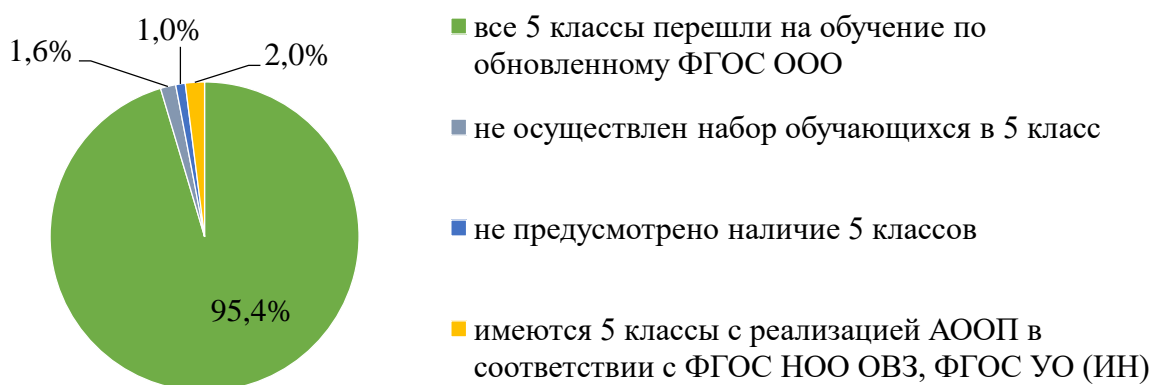 1,0%
1,6%
2,0%
95,4%
все 5 классы перешли на обучение по
обновленному ФГОС ООО
не осуществлен набор обучающихся в 5 класс
не предусмотрено наличие 5 классов
имеются 5 классы с реализацией АООП в
соответствии с ФГОС НОО ОВЗ, ФГОС УО (ИН)